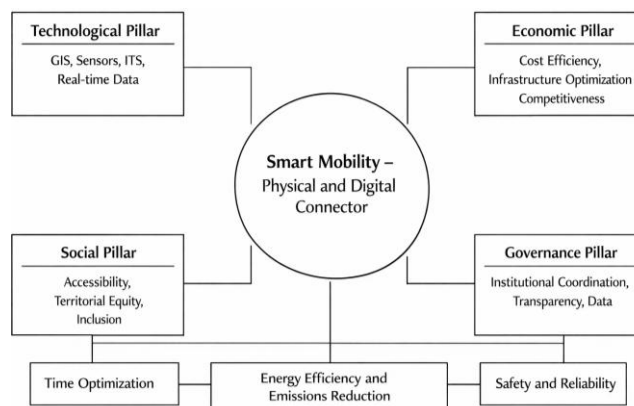 Technological Pillar
GIS, Sensors, ITS,
Real-time Data
Economic Pillar
Cost Efficiency,
Infrastructure Optimization
Competitiveness
Smart Mobility –
Physical and Digital
Connector
Social Pillar
Accessibility,
Territorial Equity,
Inclusion
Governance Pillar
Institutional Coordination,
Transparency, Data
Time Optimization
Energy Efficiency and
Emissions Reduction
Safety and Reliability